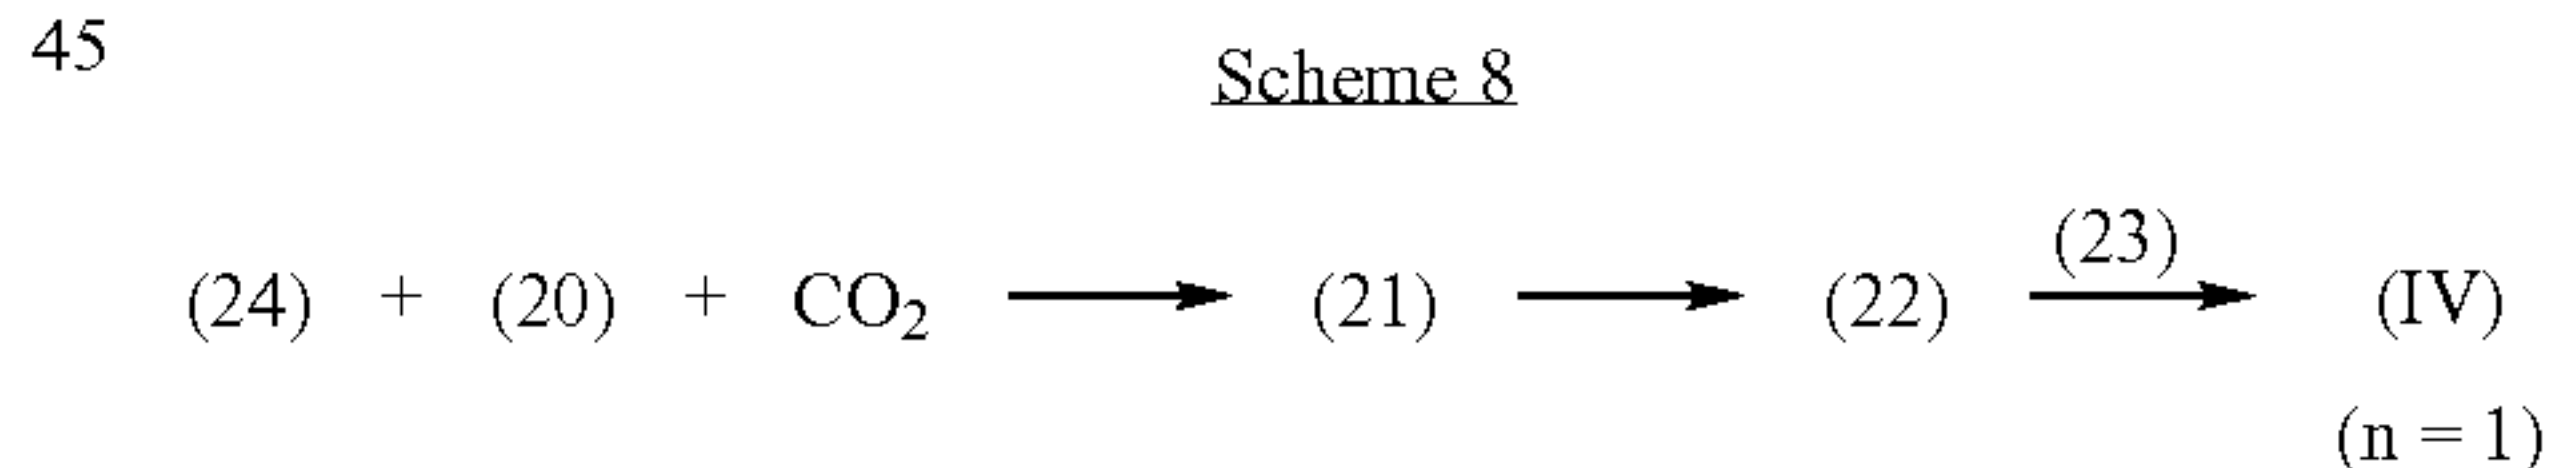 45
Scheme 8
(23)
(24) + (20) + CO₂ → (21) → (22) → (IV)
(n = 1)